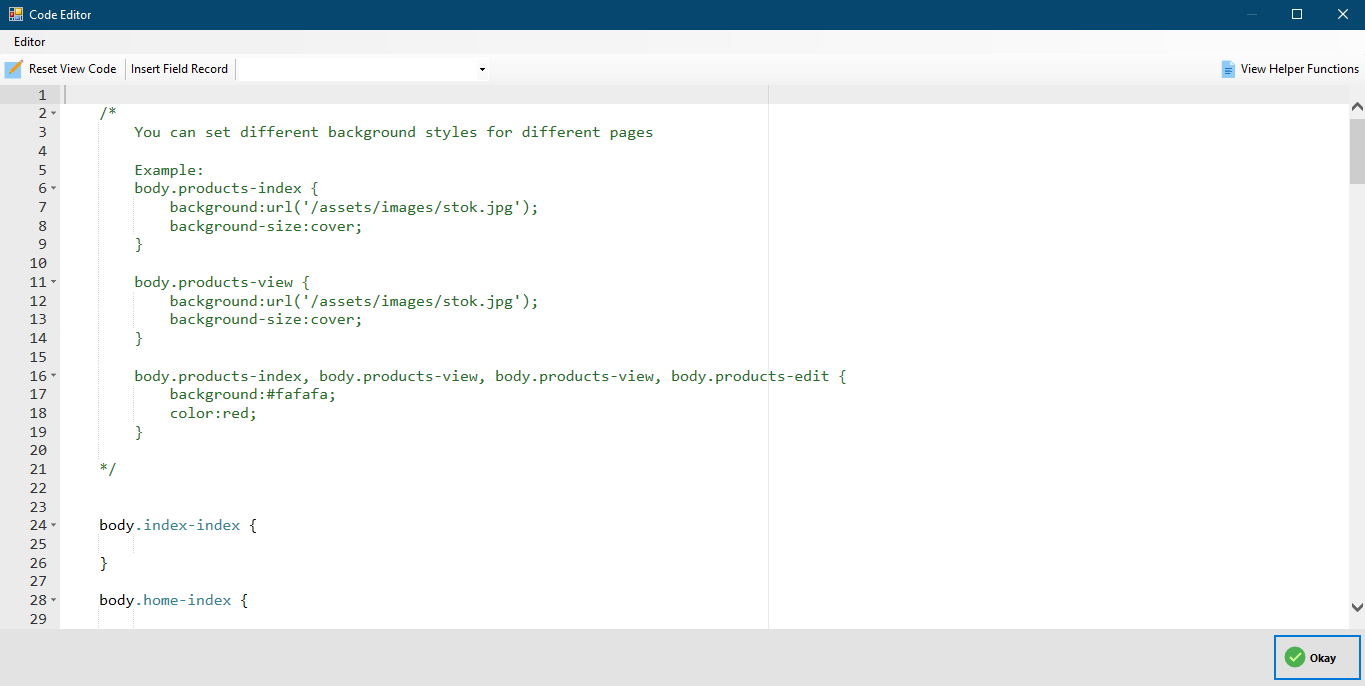 Code Editor
Editor
Reset View Code Insert Field Record View Helper Functions
1
2 /*
3 You can set different background styles for different pages
4
5 Example:
6 body.products-index {
7 background:url('/assets/images/stok.jpg');
8 background-size:cover;
9 }
10
11 body.products-view {
12 background:url('/assets/images/stok.jpg');
13 background-size:cover;
14 }
15
16 body.products-index, body.products-view, body.products-view, body.products-edit {
17 background:#fafafa;
18 color:red;
19 }
20
21 */
22
23
24 body.index-index {
25
26 }
27
28 body.home-index {
29
Okay